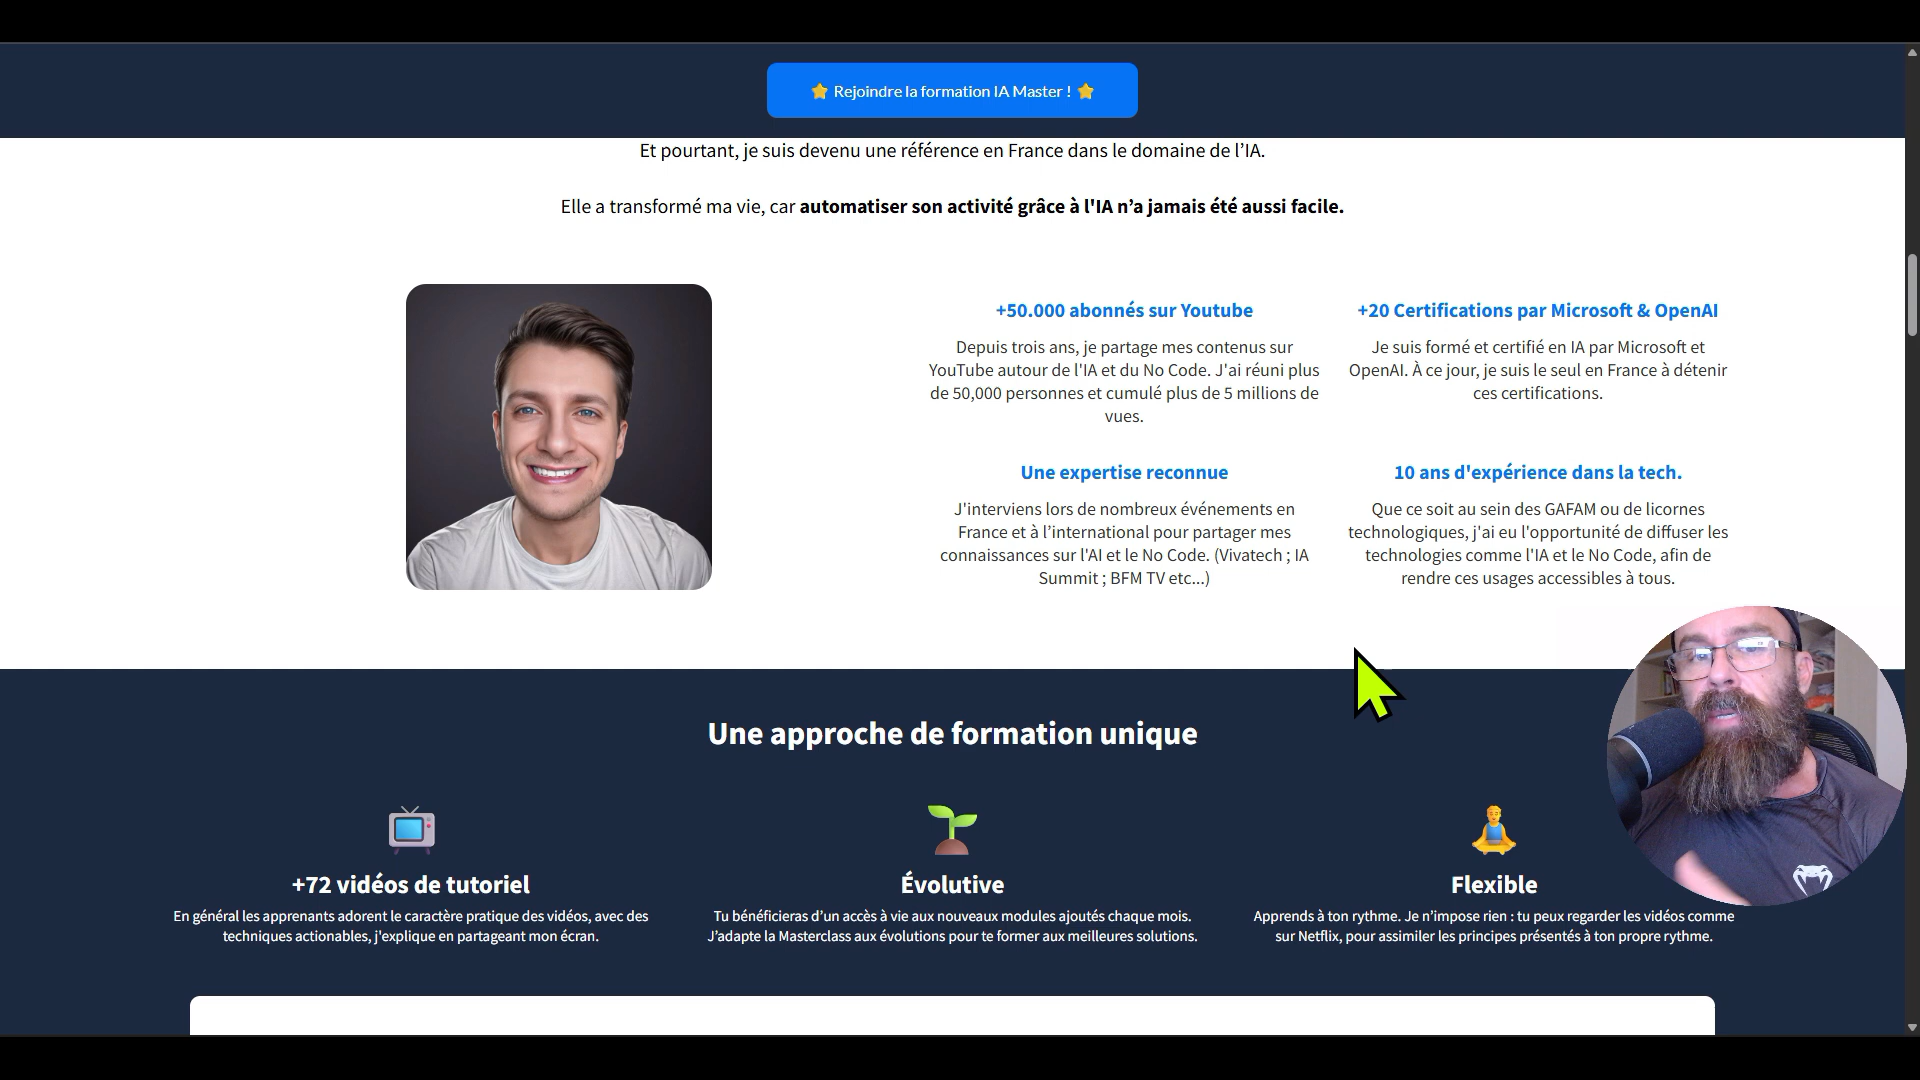 Rejoindre la formation IA Master !
Et pourtant, je suis devenu une référence en France dans le domaine de l’IA.
Elle a transformé ma vie, car automatiser son activité grâce à l'IA n’a jamais été aussi facile.
+50.000 abonnés sur Youtube
Depuis trois ans, je partage mes contenus sur
YouTube autour de l'IA et du No Code. J'ai réuni plus
de 50,000 personnes et cumulé plus de 5 millions de
vues.
+20 Certifications par Microsoft & OpenAI
Je suis formé et certifié en IA par Microsoft et
OpenAI. À ce jour, je suis le seul en France à détenir
ces certifications.
Une expertise reconnue
J'interviens lors de nombreux événements en
France et à l’international pour partager mes
connaissances sur l'AI et le No Code. (Vivatech ; IA
Summit ; BFM TV etc...)
10 ans d'expérience dans la tech.
Que ce soit au sein des GAFAM ou de licornes
technologiques, j'ai eu l'opportunité de diffuser les
technologies comme l'IA et le No Code, afin de
rendre ces usages accessibles à tous.
Une approche de formation unique
+72 vidéos de tutoriel
En général les apprenants adorent le caractère pratique des vidéos, avec des
techniques actionables, j'explique en partageant mon écran.
Évolutive
Tu bénéficieras d’un accès à vie aux nouveaux modules ajoutés chaque mois.
J’adapte la Masterclass aux évolutions pour te former aux meilleures solutions.
Flexible
Apprends à ton rythme. Je n’impose rien : tu peux regarder les vidéos comme
sur Netflix, pour assimiler les principes présentés à ton propre rythme.